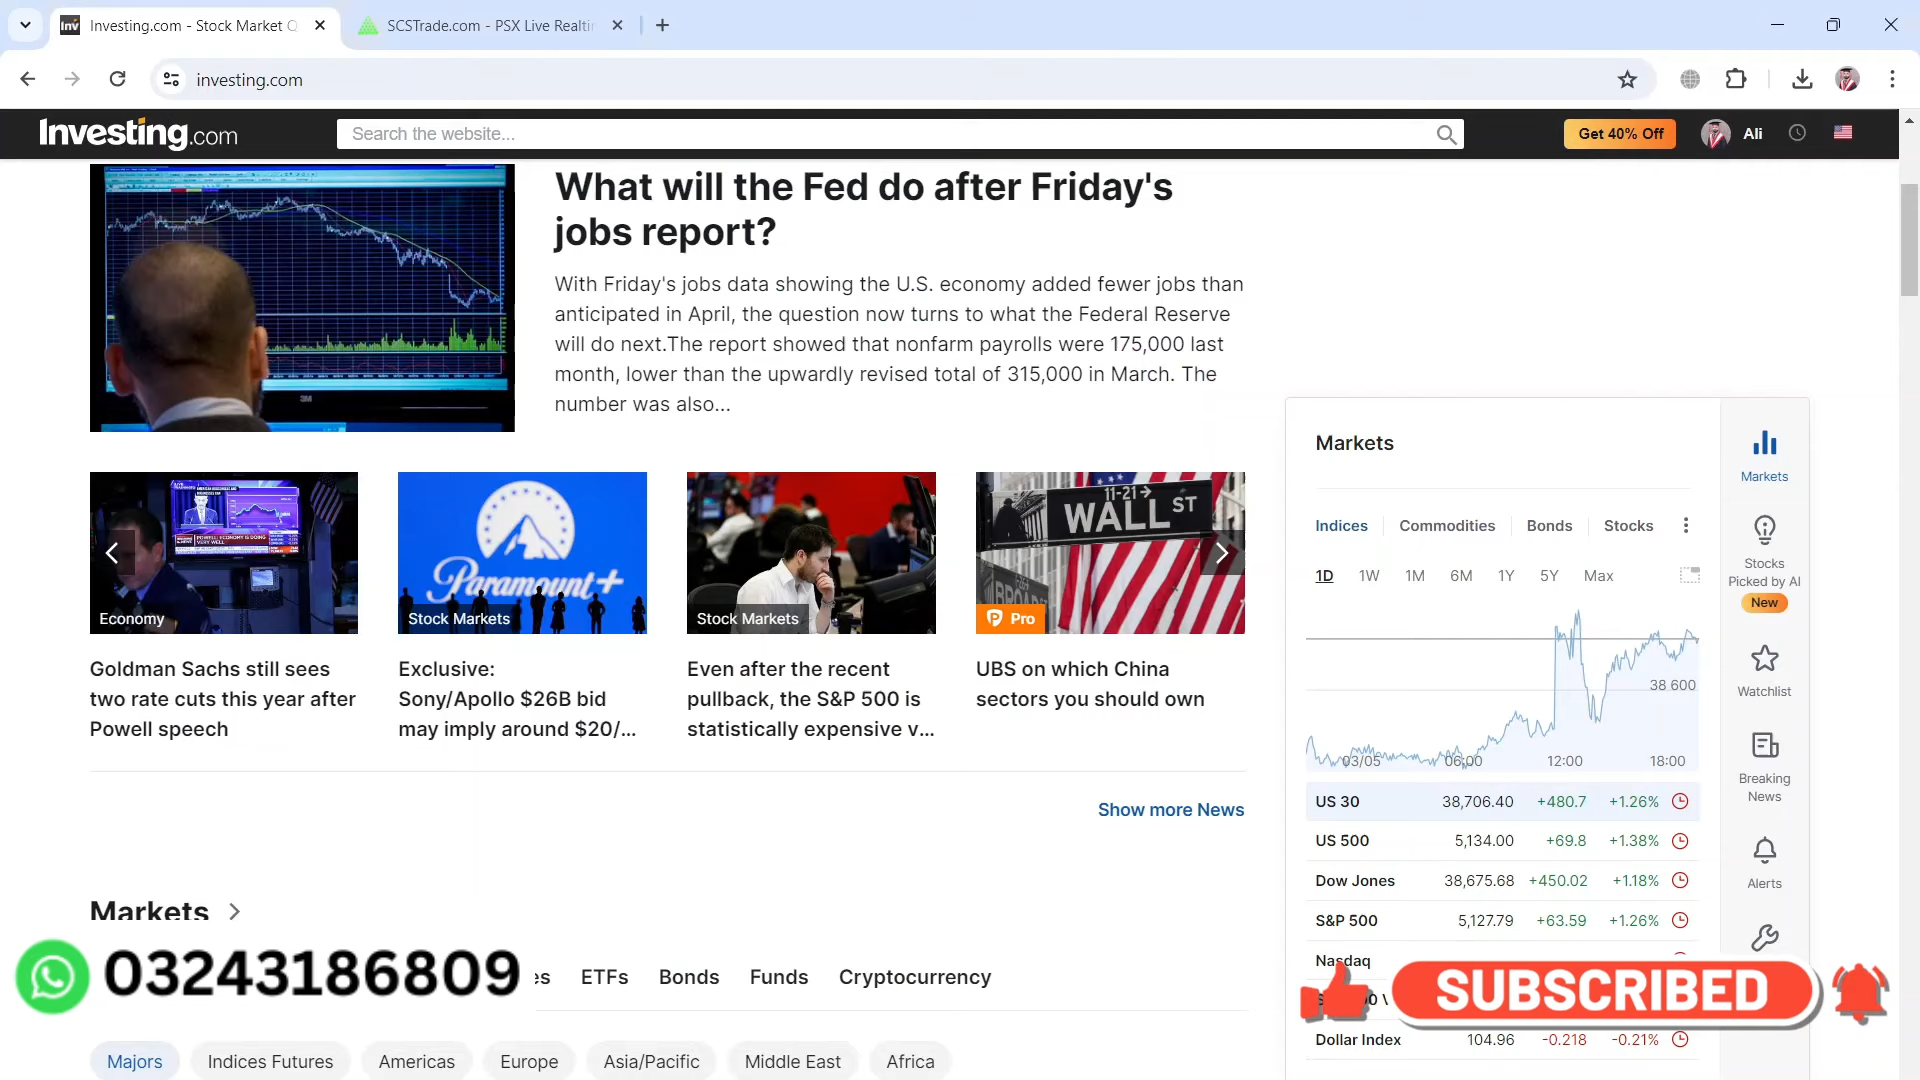 Investing.com - Stock Market Q
SCSTrade.com - PSX Live Realti
investing.com
Investing.com
Search the website...
Get 40% Off
Ali
What will the Fed do after Friday's
jobs report?
With Friday's jobs data showing the U.S. economy added fewer jobs than
anticipated in April, the question now turns to what the Federal Reserve
will do next.The report showed that nonfarm payrolls were 175,000 last
month, lower than the upwardly revised total of 315,000 in March. The
number was also...
POWELL: ECONOMY IS DOING
VERY WELL
Economy
Goldman Sachs still sees
two rate cuts this year after
Powell speech
Paramount+
Stock Markets
Exclusive:
Sony/Apollo $26B bid
may imply around $20/...
Stock Markets
Even after the recent
pullback, the S&P 500 is
statistically expensive v...
11-21
WALL ST
Pro
UBS on which China
sectors you should own
Show more News
Markets
es
ETFs
Bonds
Funds
Cryptocurrency
Majors
Indices Futures
Americas
Europe
Asia/Pacific
Middle East
Africa
03243186809
Markets
Indices
Commodities
Bonds
Stocks
1D
1W
1M
6M
1Y
5Y
Max
38 600
03/05
06:00
12:00
18:00
US 30 38,706.40 +480.7 +1.26%
US 500 5,134.00 +69.8 +1.38%
Dow Jones 38,675.68 +450.02 +1.18%
S&P 500 5,127.79 +63.59 +1.26%
Nasdaq
Dollar Index 104.96 -0.218 -0.21%
SUBSCRIBED
Markets
Stocks
Picked by AI
New
Watchlist
Breaking
News
Alerts